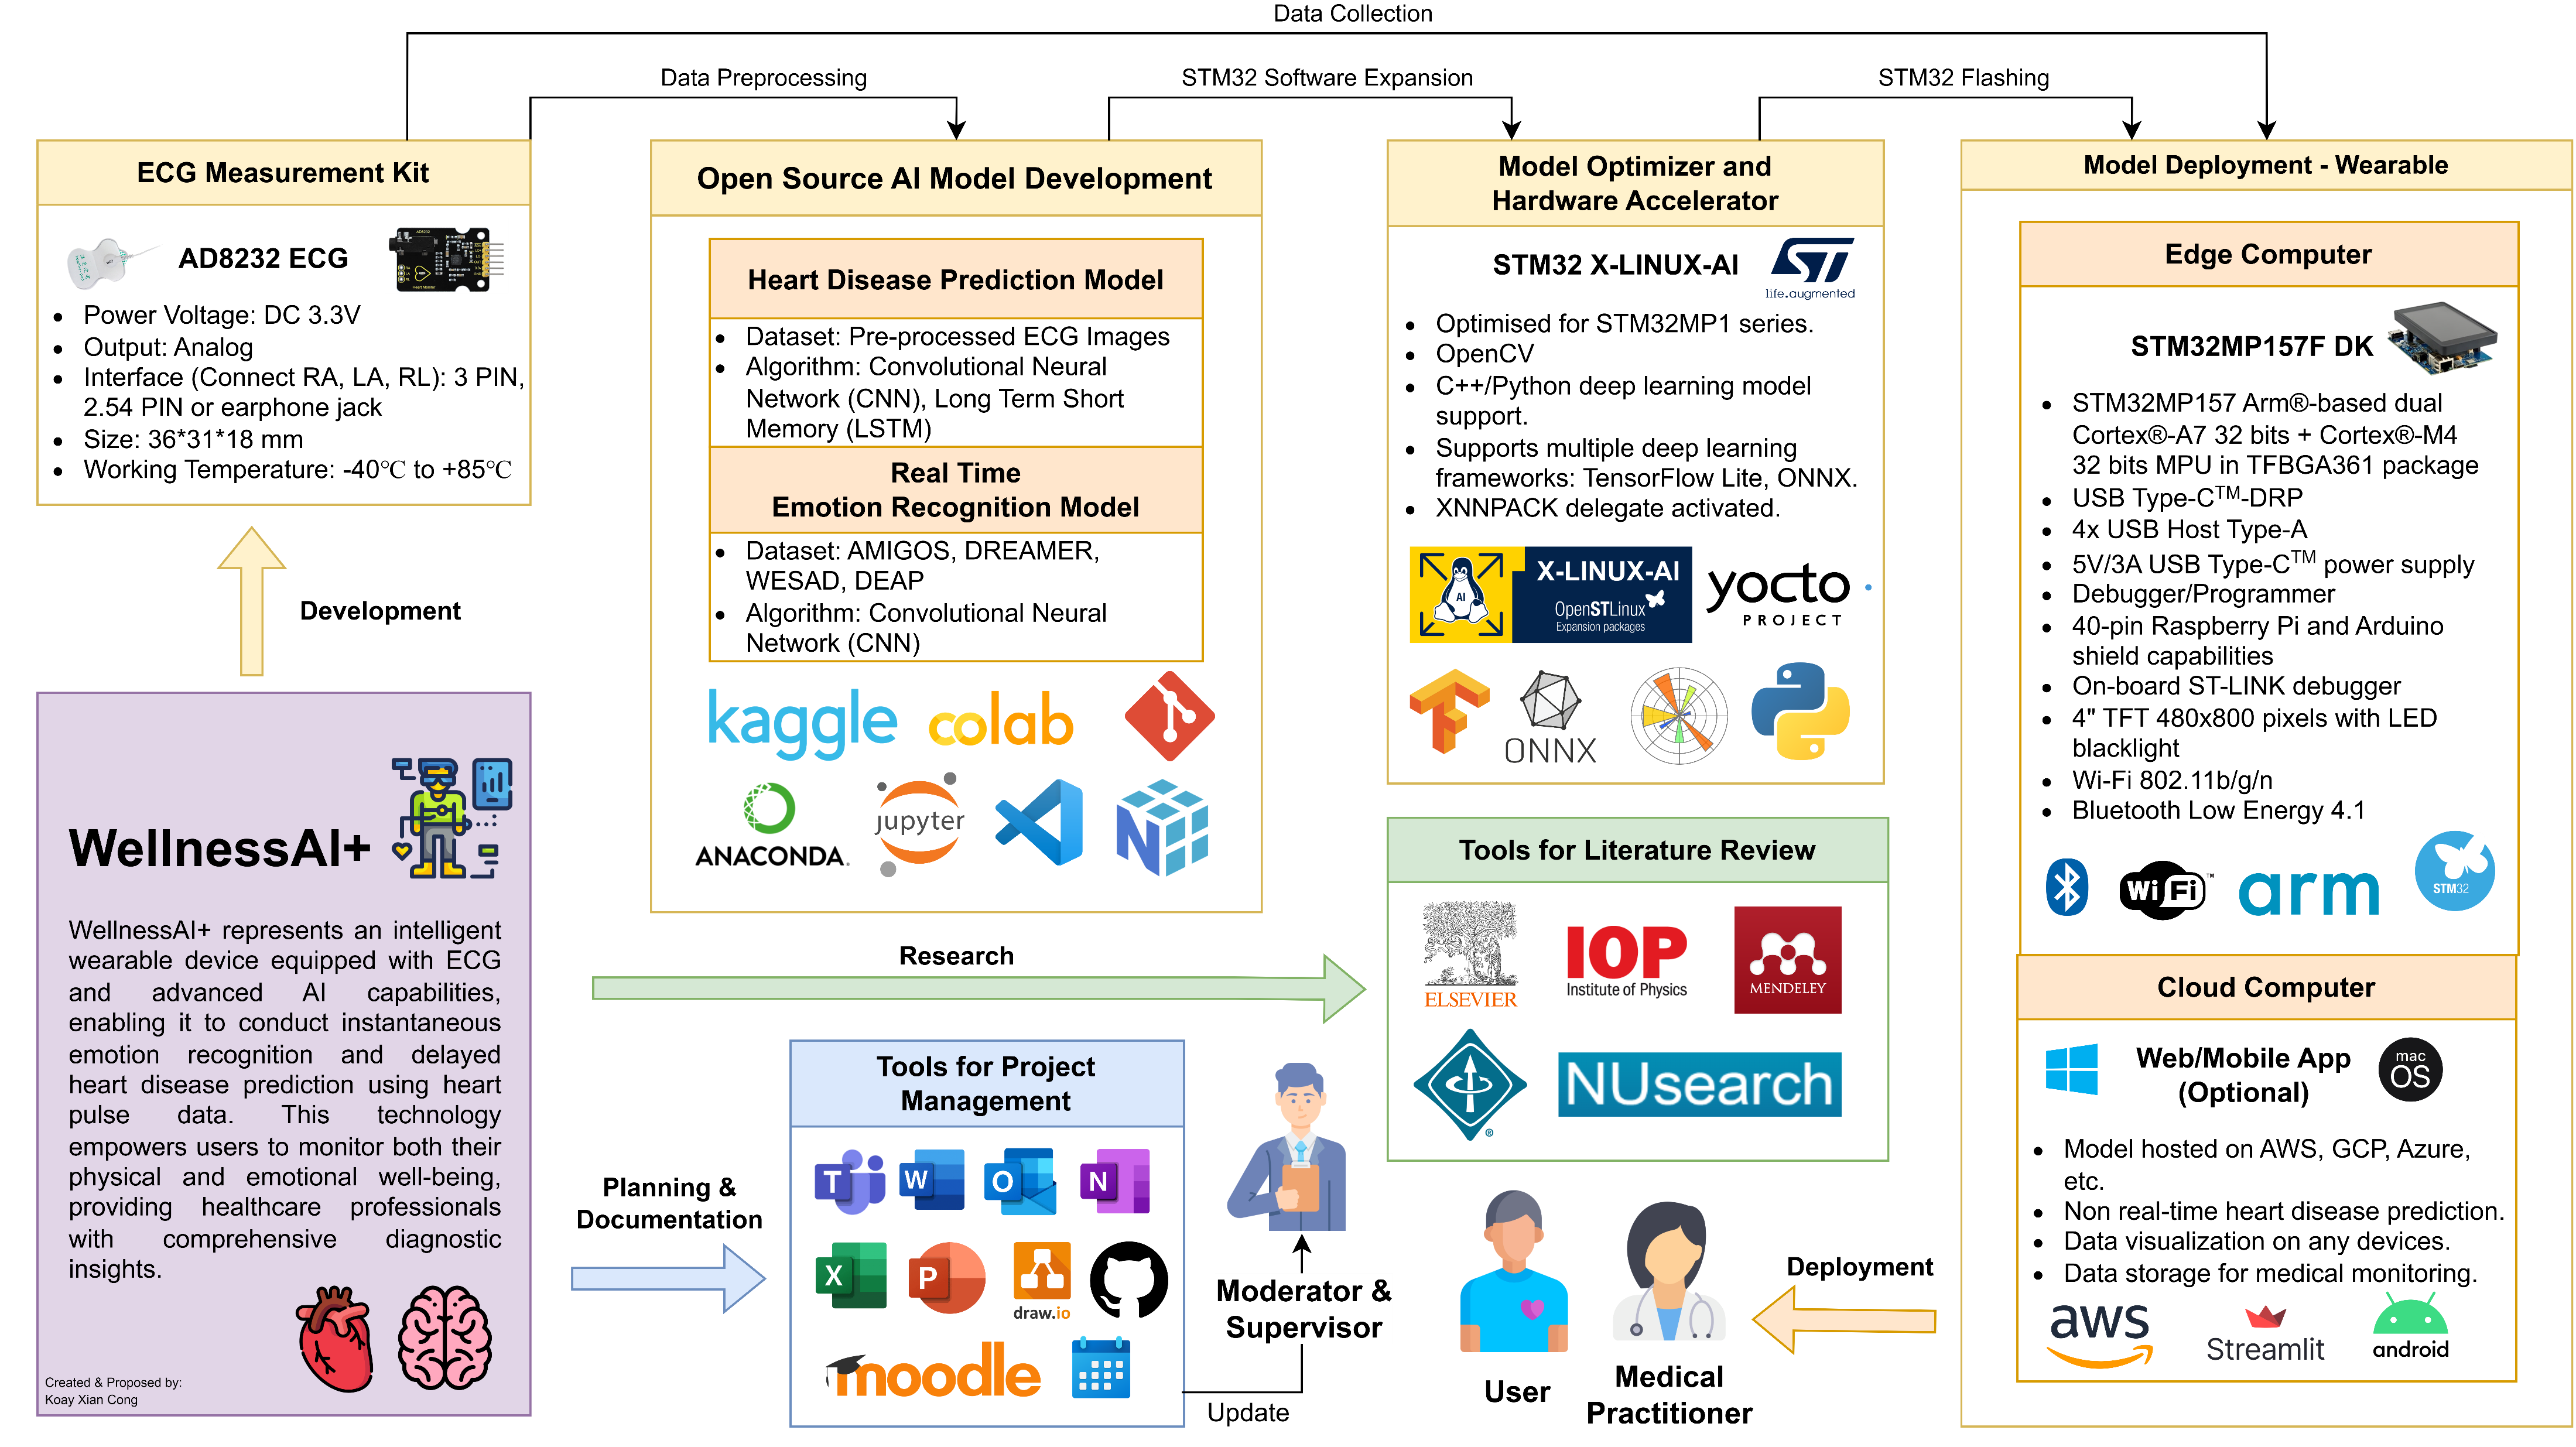 Data Collection
Data Preprocessing
STM32 Software Expansion
STM32 Flashing
ECG Measurement Kit
AD8232 ECG
• Power Voltage: DC 3.3V
• Output: Analog
• Interface (Connect RA, LA, RL): 3 PIN,
2.54 PIN or earphone jack
• Size: 36*31*18 mm
• Working Temperature: -40℃ to +85℃
Development
WellnessAI+
WellnessAI+ represents an intelligent
wearable device equipped with ECG
and advanced AI capabilities,
enabling it to conduct instantaneous
emotion recognition and delayed
heart disease prediction using heart
pulse data. This technology
empowers users to monitor both their
physical and emotional well-being,
providing healthcare professionals
with comprehensive diagnostic
insights.
Created & Proposed by:
Koay Xian Cong
Open Source AI Model Development
Heart Disease Prediction Model
• Dataset: Pre-processed ECG Images
• Algorithm: Convolutional Neural
Network (CNN), Long Term Short
Memory (LSTM)
Real Time
Emotion Recognition Model
• Dataset: AMIGOS, DREAMER,
WESAD, DEAP
• Algorithm: Convolutional Neural
Network (CNN)
kaggle
colab
ANACONDA.
jupyter
N
Research
Planning &
Documentation
Tools for Project
Management
T
W
O
N
X
P
draw.io
moodle
Update
Moderator &
Supervisor
Model Optimizer and
Hardware Accelerator
STM32 X-LINUX-AI
ST
life.augmented
• Optimised for STM32MP1 series.
• OpenCV
• C++/Python deep learning model
support.
• Supports multiple deep learning
frameworks: TensorFlow Lite, ONNX.
• XNNPACK delegate activated.
AI
X-LINUX-AI
OpenSTLinux
Expansion packages
yocto
PROJECT
ONNX
Tools for Literature Review
ELSEVIER
IOP
Institute of Physics
MENDELEY
®
NUsearch
User
Medical
Practitioner
Deployment
Model Deployment - Wearable
Edge Computer
STM32MP157F DK
• STM32MP157 Arm®-based dual
Cortex®-A7 32 bits + Cortex®-M4
32 bits MPU in TFBGA361 package
• USB Type-C™-DRP
• 4x USB Host Type-A
• 5V/3A USB Type-C™ power supply
• Debugger/Programmer
• 40-pin Raspberry Pi and Arduino
shield capabilities
• On-board ST-LINK debugger
• 4" TFT 480x800 pixels with LED
blacklight
• Wi-Fi 802.11b/g/n
• Bluetooth Low Energy 4.1
Wi Fi ™
arm
STM32
Cloud Computer
Web/Mobile App
(Optional)
mac
OS
• Model hosted on AWS, GCP, Azure,
etc.
• Non real-time heart disease prediction.
• Data visualization on any devices.
• Data storage for medical monitoring.
aws
Streamlit
android